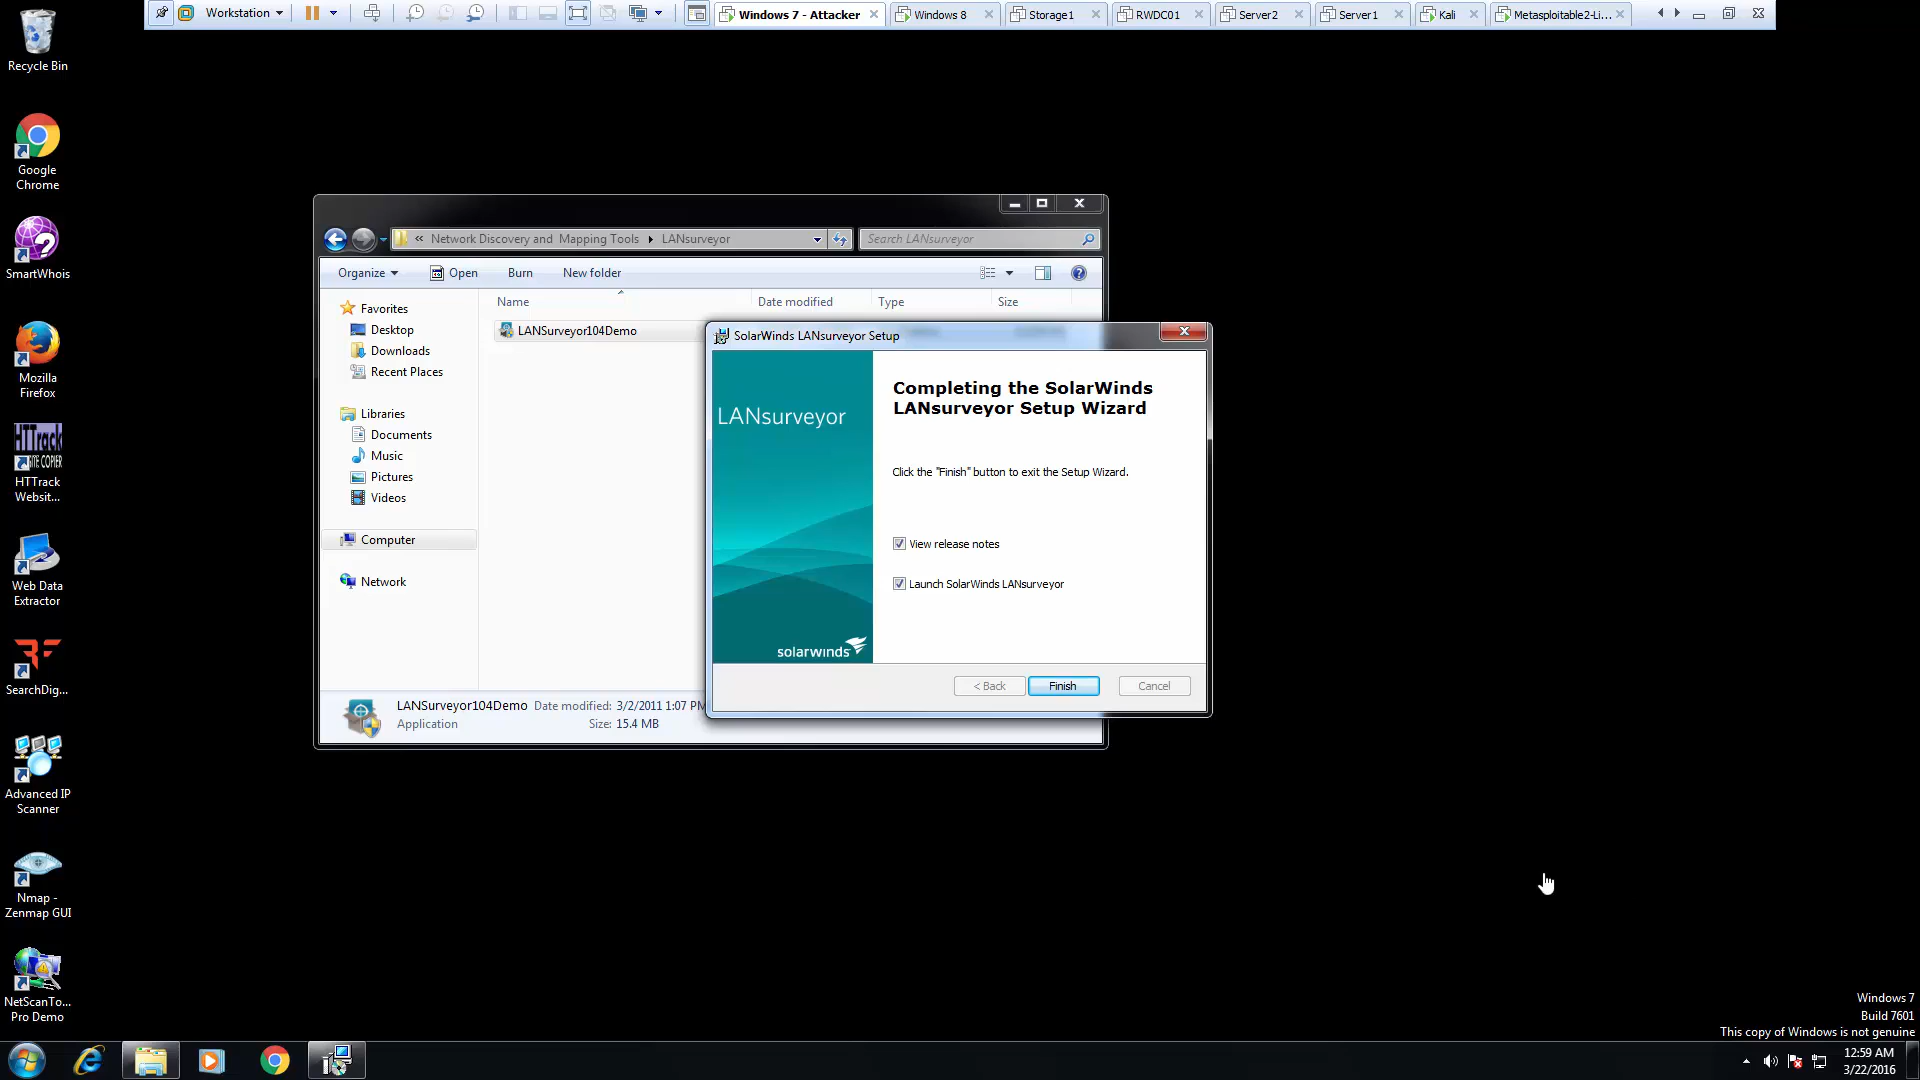 Workstation
Windows 7 - Attacker
Windows 8
Storage1
RWDC01
Server2
Server1
Kali
Metasploitable2-Li...
Recycle Bin
Google
Chrome
SmartWhois
Mozilla
Firefox
HTTrack
SITE COPIER
HTTrack
Websit...
Web Data
Extractor
SearchDig...
Advanced IP
Scanner
Nmap -
Zenmap GUI
NetScanTo...
Pro Demo
« Network Discovery and Mapping Tools LANsurveyor
Search LANsurveyor
Organize
Open
Burn
New folder
Name
Date modified
Type
Size
Favorites
Desktop
Downloads
Recent Places
Libraries
Documents
Music
Pictures
Videos
Computer
Network
LANSurveyor104Demo
LANSurveyor104Demo Date modified: 3/2/2011 1:07 PM
Application Size: 15.4 MB
SolarWinds LANsurveyor Setup
LANsurveyor
solarwinds
Completing the SolarWinds
LANsurveyor Setup Wizard
Click the "Finish" button to exit the Setup Wizard.
View release notes
Launch SolarWinds LANsurveyor
< Back
Finish
Cancel
Windows 7
Build 7601
This copy of Windows is not genuine
12:59 AM
3/22/2016